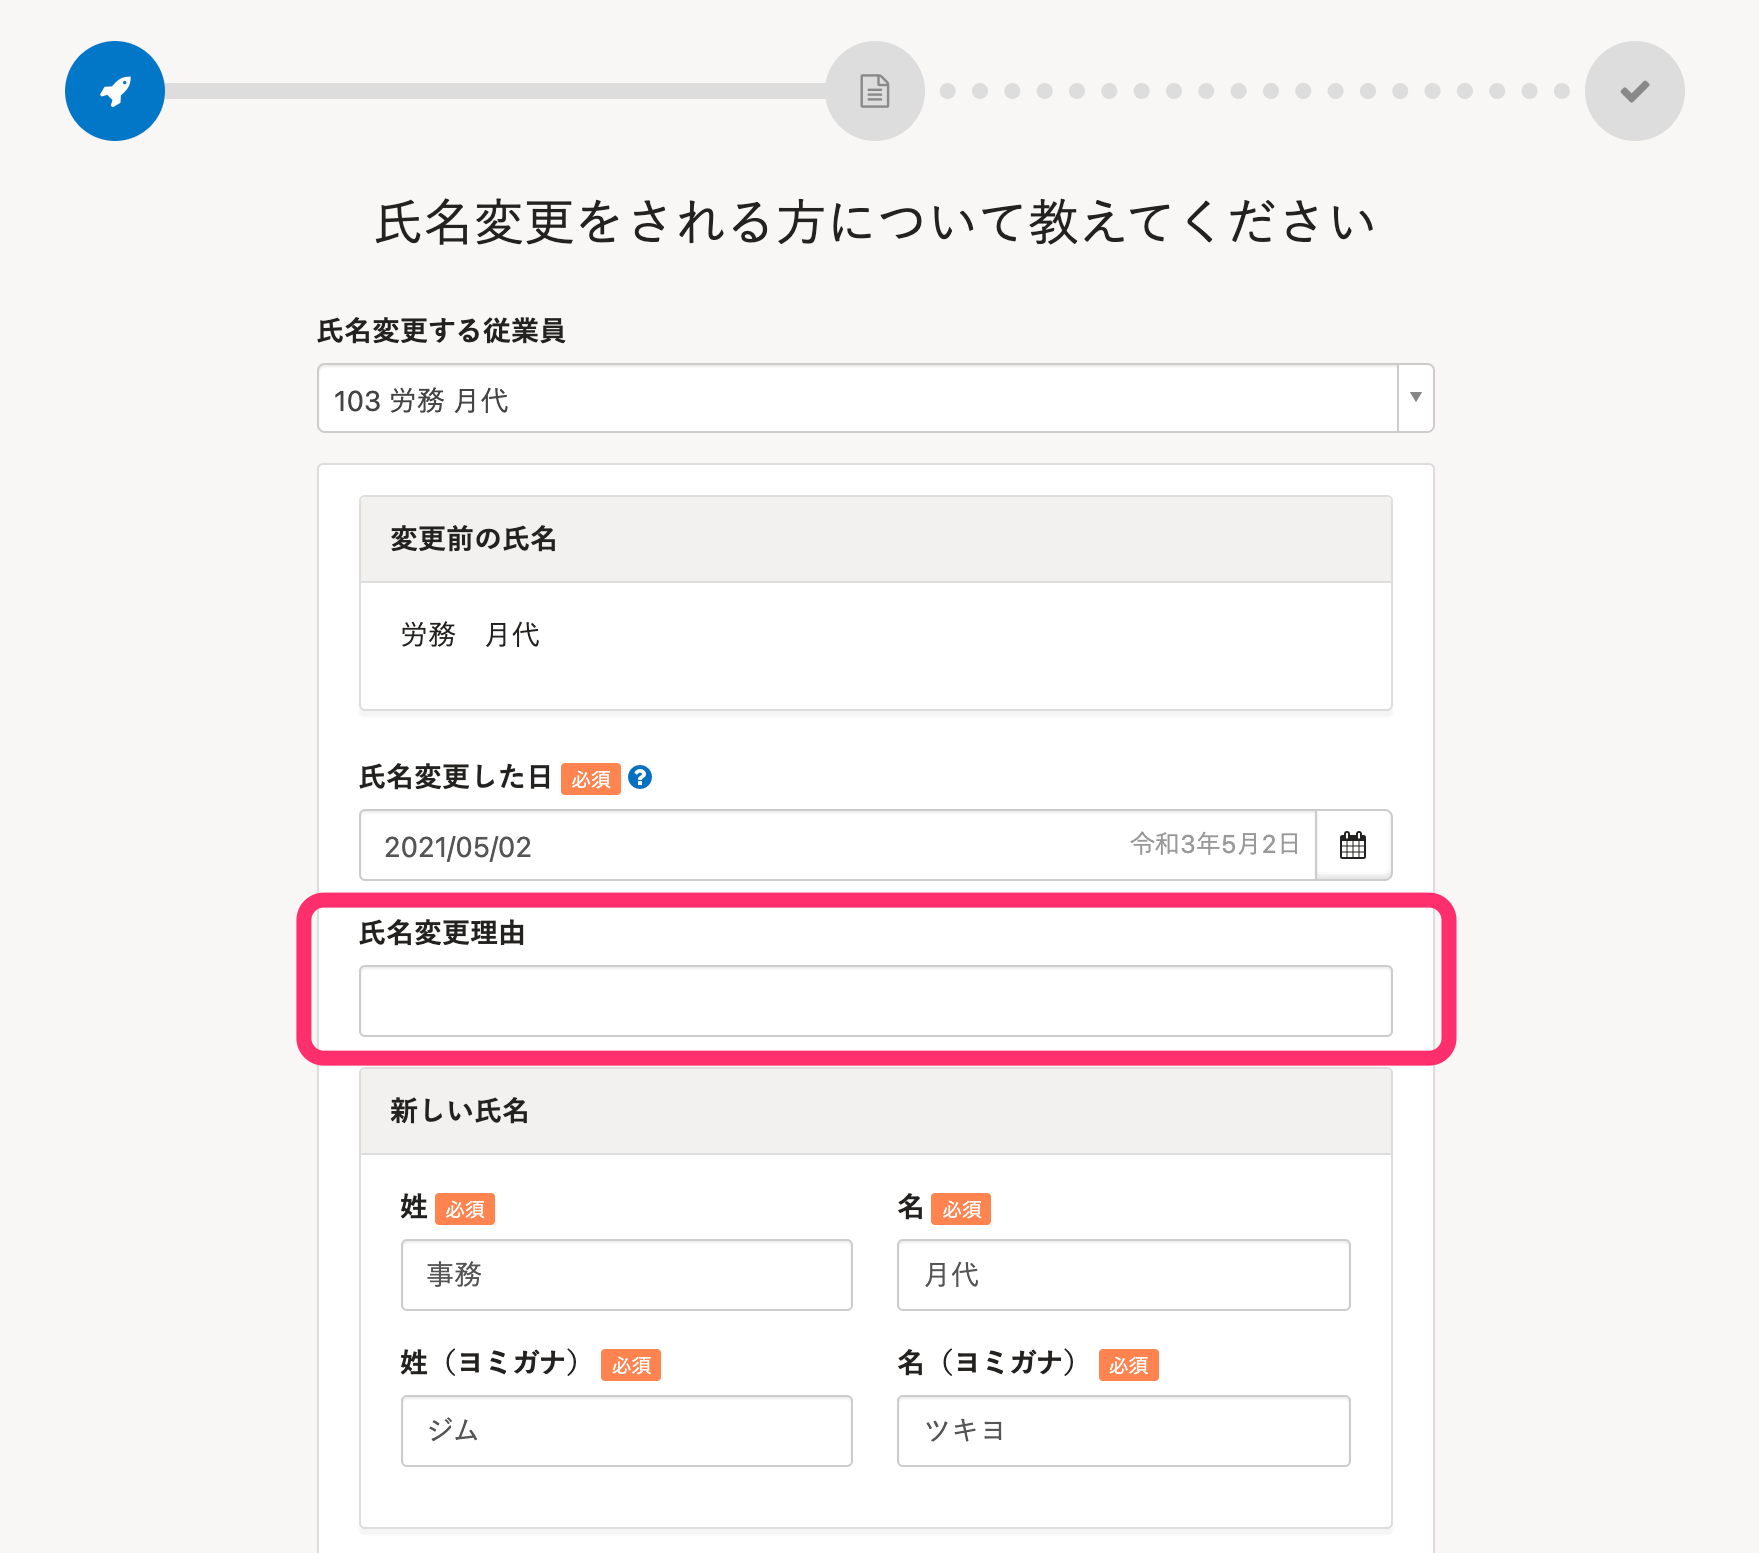 氏名変更をされる方について教えてください
氏名変更する従業員
103 労務 月代
変更前の氏名
労務　月代
氏名変更した日 必須 ?
2021/05/02 令和3年5月2日
氏名変更理由
新しい氏名
姓 必須 名 必須
事務 月代
姓（ヨミガナ） 必須 名（ヨミガナ） 必須
ジム ツキヨ